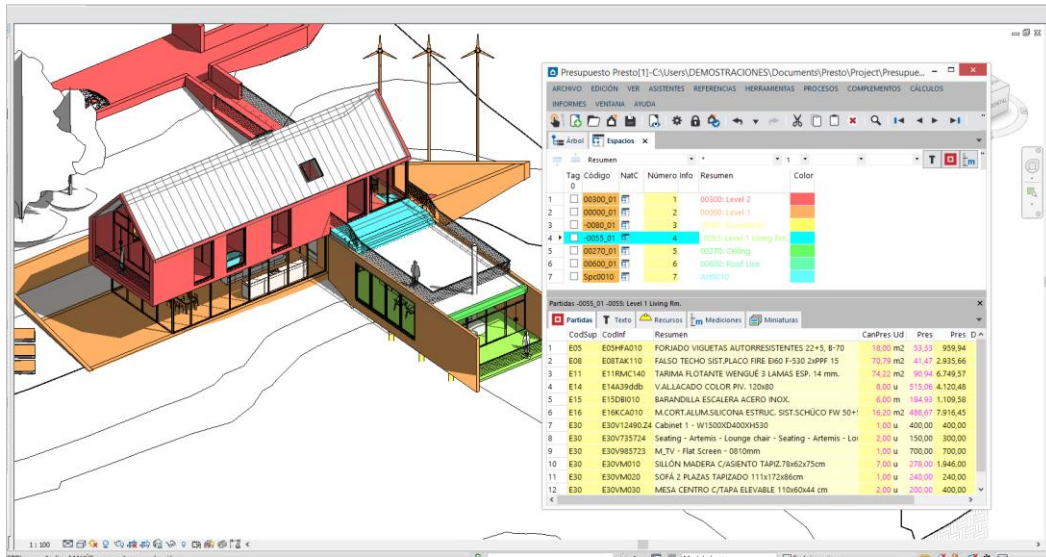 Presupuesto Presto[1]-C:\Users\DEMOSTRACIONES\Documents\Presto\Project\Presupue...
ARCHIVO EDICIÓN VER ASISTENTES REFERENCIAS HERRAMIENTAS PROCESOS COMPLEMENTOS CÁLCULOS
INFORMES VENTANA AYUDA
Árbol Espacios x
Resumen * 1
Tag Código NatC Número Info Resumen Color
0
1 00300_01 1 00300: Level 2
2 00000_01 2 00000: Level 1
3 -0080_01 3
4 -0055_01 4 -0055: Level 1 Living Rm.
5 00270_01 5 00270: Ceiling
6 00600_01 6 00600: Roof Line
7 Spc0010 7
Partidas -0055_01 -0055: Level 1 Living Rm.
Partidas Texto Recursos Mediciones Miniaturas
CodSup CodInf Resumen CanPres Ud Pres Pres D
1 E05 E05HFA010 FORJADO VIGUETAS AUTORRESISTENTES 22+5, B-70 18,00 m2 53,33 959,94
2 E08 E08TAK110 FALSO TECHO SIST.PLACO FIRE EI60 F-530 2xPPF 15 70,79 m2 41,47 2.935,66
3 E11 E11RMC140 TARIMA FLOTANTE WENGUÉ 3 LAMAS ESP. 14 mm. 74,22 m2 90,94 6.749,57
4 E14 E14A39ddb V.ALLACADO COLOR PIV. 120x80 8,00 u 515,06 4.120,48
5 E15 E15DBI010 BARANDILLA ESCALERA ACERO INOX. 6,00 m 184,93 1.109,58
6 E16 E16KCA010 M.CORT.ALUM.SILICONA ESTRUC. SIST.SCHÜCO FW 50+ 16,20 m2 488,67 7.916,45
7 E30 E30V12490.Z4 Cabinet 1 - W1500XD400XH530 1,00 u 400,00 400,00
8 E30 E30V735724 Seating - Artemis - Lounge chair - Seating - Artemis - Lo 2,00 u 150,00 300,00
9 E30 E30V985723 M_TV - Flat Screen - 0810mm 1,00 u 700,00 700,00
10 E30 E30VM010 SILLÓN MADERA C/ASIENTO TAPIZ.78x62x75cm 7,00 u 278,00 1.946,00
11 E30 E30VM020 SOFÁ 2 PLAZAS TAPIZADO 111x172x86cm 1,00 u 240,00 240,00
12 E30 E30VM030 MESA CENTRO C/TAPA ELEVABLE 110x60x44 cm 2,00 u 200,00 400,00
1 : 100